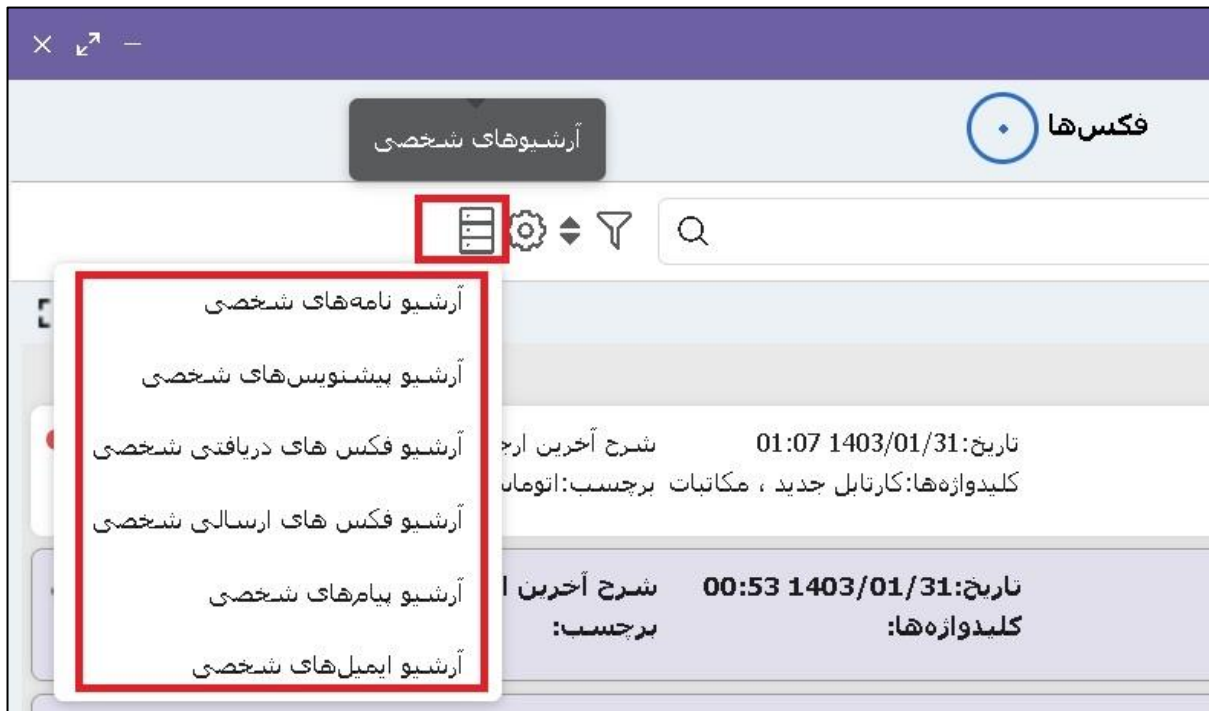 فکس‌ها
آرشیوهای شخصی
آرشیو نامه‌های شخصی
آرشیو پیشنویس‌های شخصی
آرشیو فکس های دریافتی شخصی
آرشیو فکس های ارسالی شخصی
آرشیو پیام‌های شخصی
آرشیو ایمیل‌های شخصی
تاریخ:1403/01/31 01:07 شرح آخرین
کلیدواژه‌ها:کارتابل جدید ، مکاتبات برچسب:
تاریخ:1403/01/31 00:53 شرح آخرین
کلیدواژه‌ها: برچسب: